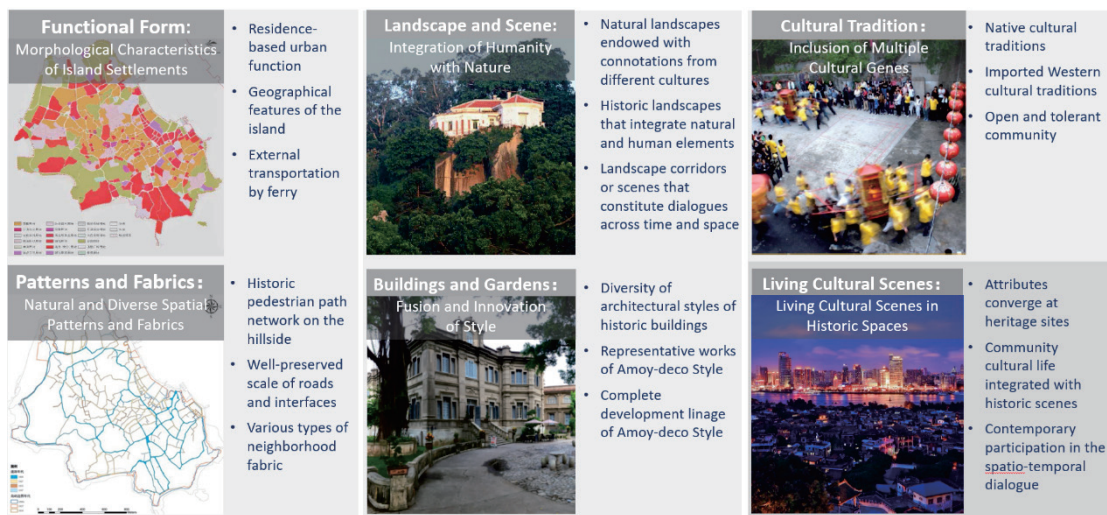 Functional Form:
Morphological Characteristics
of Island Settlements
• Residence-
based urban
function
• Geographical
features of the
island
• External
transportation
by ferry
Landscape and Scene:
Integration of Humanity
with Nature
• Natural landscapes
endowed with
connotations from
different cultures
• Historic landscapes
that integrate natural
and human elements
• Landscape corridors
or scenes that
constitute dialogues
across time and space
Cultural Tradition:
Inclusion of Multiple
Cultural Genes
• Native cultural
traditions
• Imported Western
cultural traditions
• Open and tolerant
community
Patterns and Fabrics:
Natural and Diverse Spatial
Patterns and Fabrics
• Historic
pedestrian path
network on the
hillside
• Well-preserved
scale of roads
and interfaces
• Various types of
neighborhood
fabric
Buildings and Gardens:
Fusion and Innovation
of Style
• Diversity of
architectural styles of
historic buildings
• Representative works
of Amoy-deco Style
• Complete
development linage
of Amoy-deco Style
Living Cultural Scenes:
Living Cultural Scenes in
Historic Spaces
• Attributes
converge at
heritage sites
• Community
cultural life
integrated with
historic scenes
• Contemporary
participation in the
spatio-temporal
dialogue